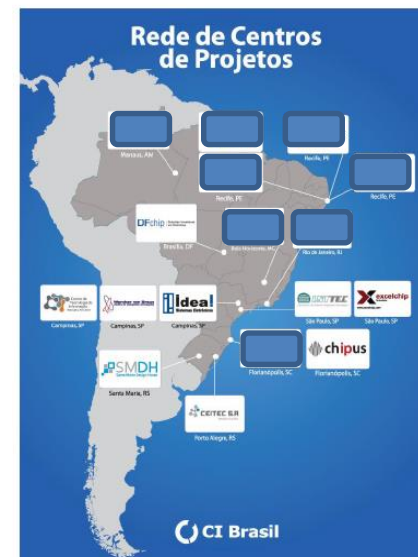 Rede de Centros
de Projetos
Manaus, AM
Recife, PE
Recife, PE
Recife, PE
DFchip
Brasília, DF
Belo Horizonte, MG
Rio de Janeiro, RJ
Campinas, SP
Campinas, SP
idea!
Sistemas Eletrônicos
Campinas, SP
São Paulo, SP
excelchip
São Paulo, SP
SMDH
Santa Maria, RS
Florianópolis, SC
chipus
Florianópolis, SC
CEITEC S.A
Porto Alegre, RS
CI Brasil